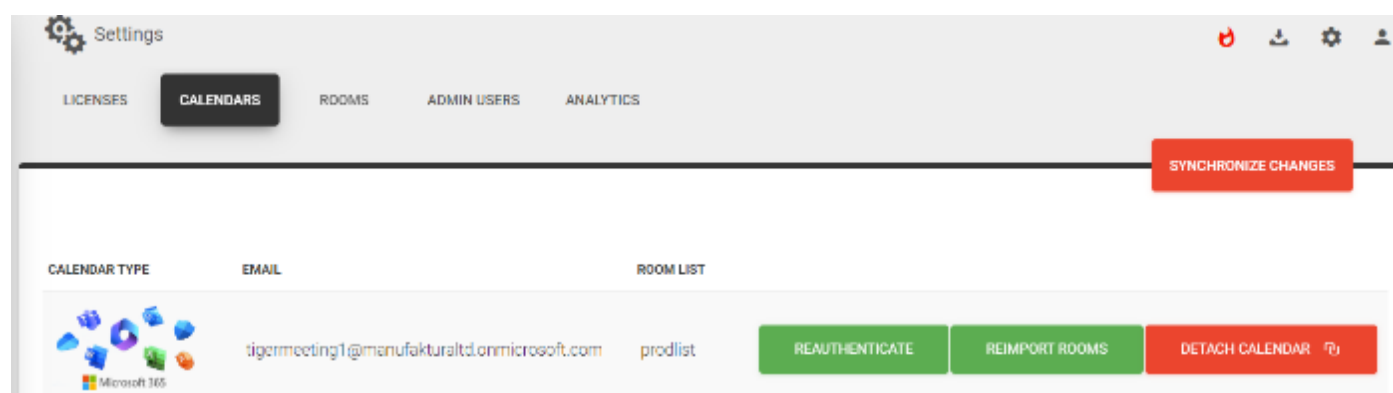 Settings
LICENSES CALENDARS ROOMS ADMIN USERS ANALYTICS
SYNCHRONIZE CHANGES
CALENDAR TYPE EMAIL ROOM LIST
tigermeeting1@manufakturaltd.onmicrosoft.com prodlist REAUTHENTICATE REIMPORT ROOMS DETACH CALENDAR
Microsoft 365